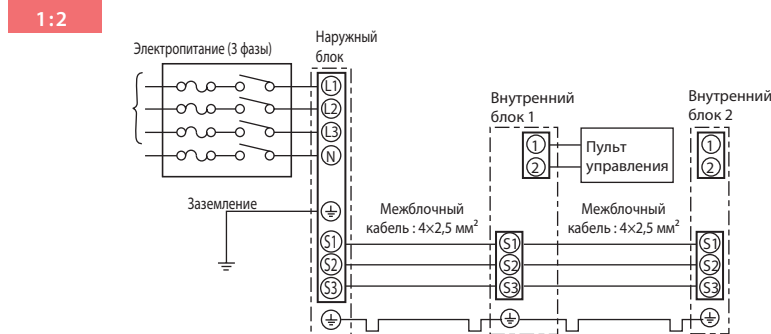 1:2
Электропитание (3 фазы)
Наружный
блок
L1
L2
L3
N
Заземление
S1
S2
S3
Межблочный
кабель : 4×2,5 мм²
Внутренний
блок 1
1
2
Пульт
управления
S1
S2
S3
Межблочный
кабель : 4×2,5 мм²
Внутренний
блок 2
1
2
S1
S2
S3